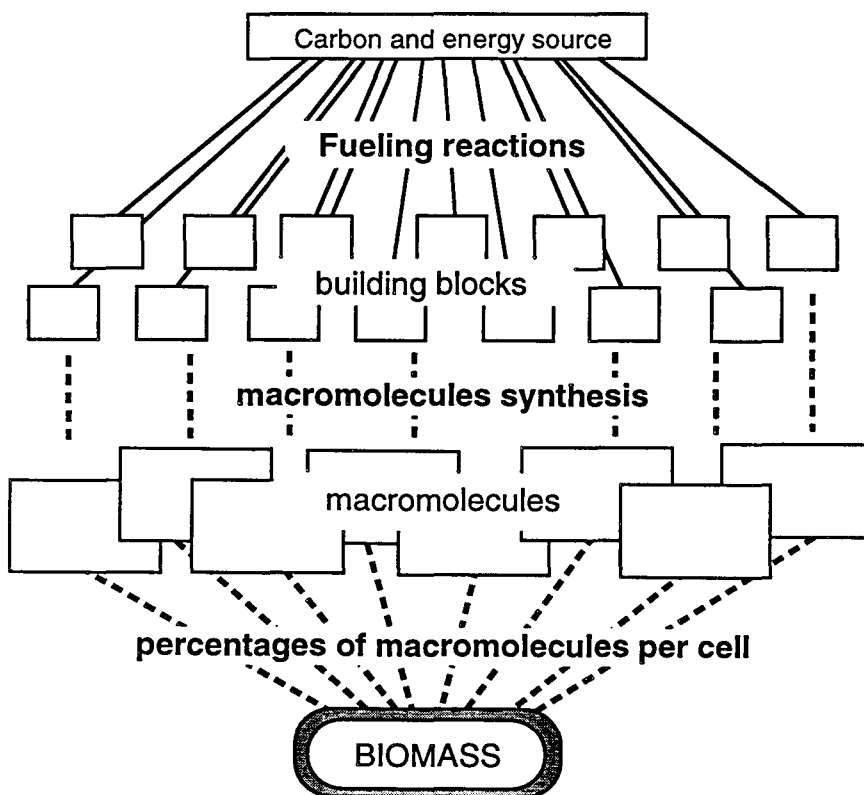 Carbon and energy source
Fueling reactions
building blocks
macromolecules synthesis
macromolecules
percentages of macromolecules per cell
BIOMASS